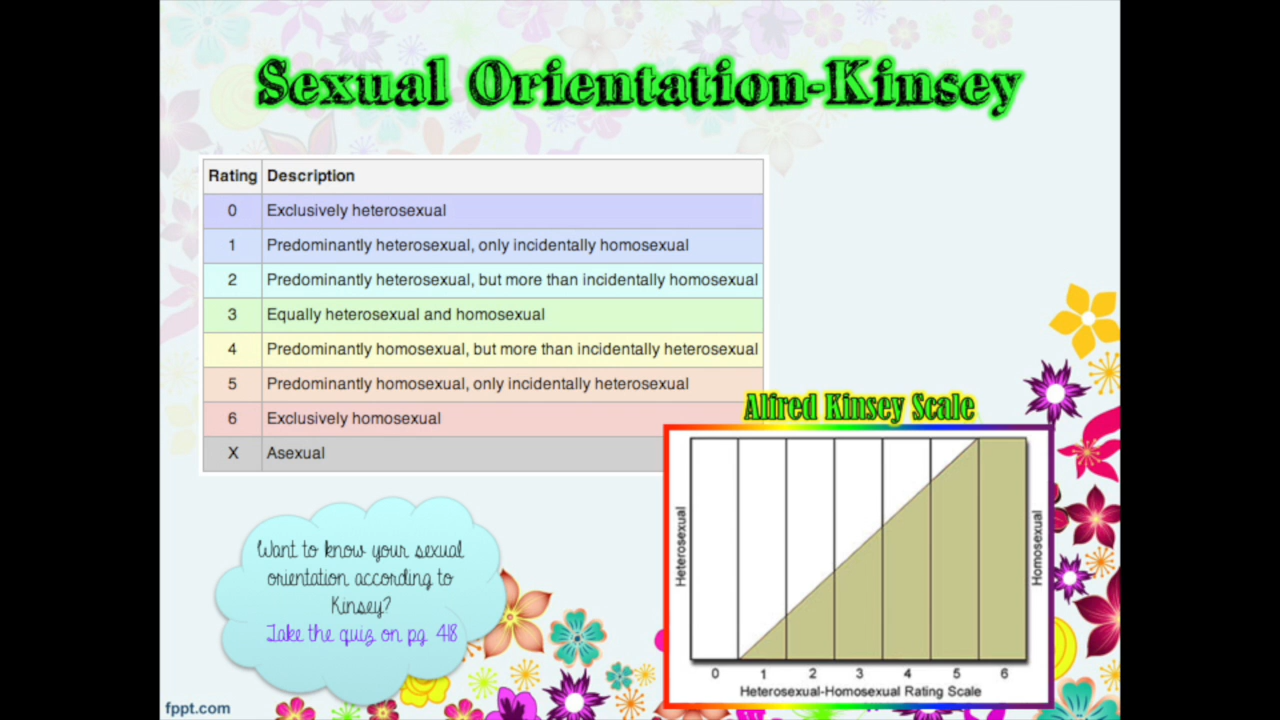 Sexual Orientation-Kinsey
Rating Description
0 Exclusively heterosexual
1 Predominantly heterosexual, only incidentally homosexual
2 Predominantly heterosexual, but more than incidentally homosexual
3 Equally heterosexual and homosexual
4 Predominantly homosexual, but more than incidentally heterosexual
5 Predominantly homosexual, only incidentally heterosexual
6 Exclusively homosexual
X Asexual
Want to know your sexual
orientation according to
Kinsey?
Take the quiz on pg 418
Alfred Kinsey Scale
Heterosexual
Homosexual
0 1 2 3 4 5 6
Heterosexual-Homosexual Rating Scale
fppt.com